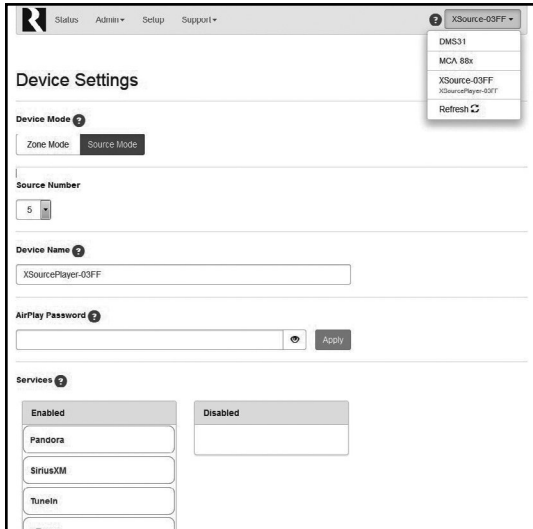 Status Admin Setup Support ? XSource-03FF
DMS31
MCA 88x
XSource-03FF
XSourcePlayer-03FF
Refresh
Device Settings
Device Mode ?
Zone Mode Source Mode
Source Number
5
Device Name ?
XSourcePlayer-03FF
AirPlay Password ?
Apply
Services ?
Enabled Disabled
Pandora
SiriusXM
TuneIn